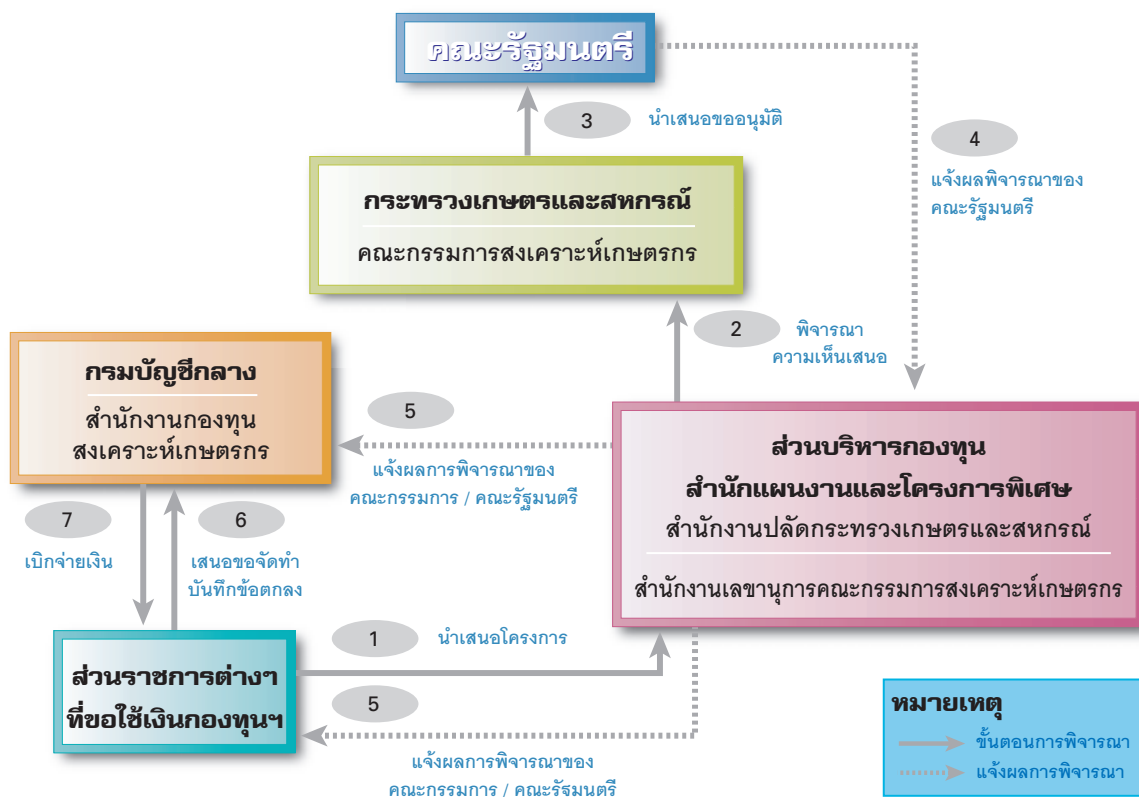 คณะรัฐมนตรี
3 นำเสนอขออนุมัติ
4
แจ้งผลพิจารณาของ
คณะรัฐมนตรี
กระทรวงเกษตรและสหกรณ์
คณะกรรมการสงเคราะห์เกษตรกร
2 พิจารณา
ความเห็นเสนอ
กรมบัญชีกลาง
สำนักงานกองทุน
สงเคราะห์เกษตรกร
5
แจ้งผลการพิจารณาของ
คณะกรรมการ / คณะรัฐมนตรี
ส่วนบริหารกองทุน
สำนักแผนงานและโครงการพิเศษ
สำนักงานปลัดกระทรวงเกษตรและสหกรณ์
สำนักงานเลขานุการคณะกรรมการสงเคราะห์เกษตรกร
7
เบิกจ่ายเงิน
6
เสนอขอจัดทำ
บันทึกข้อตกลง
1 นำเสนอโครงการ
ส่วนราชการต่างๆ
ที่ขอใช้เงินกองทุนฯ
5
แจ้งผลการพิจารณาของ
คณะกรรมการ / คณะรัฐมนตรี
หมายเหตุ
ขั้นตอนการพิจารณา
แจ้งผลการพิจารณา